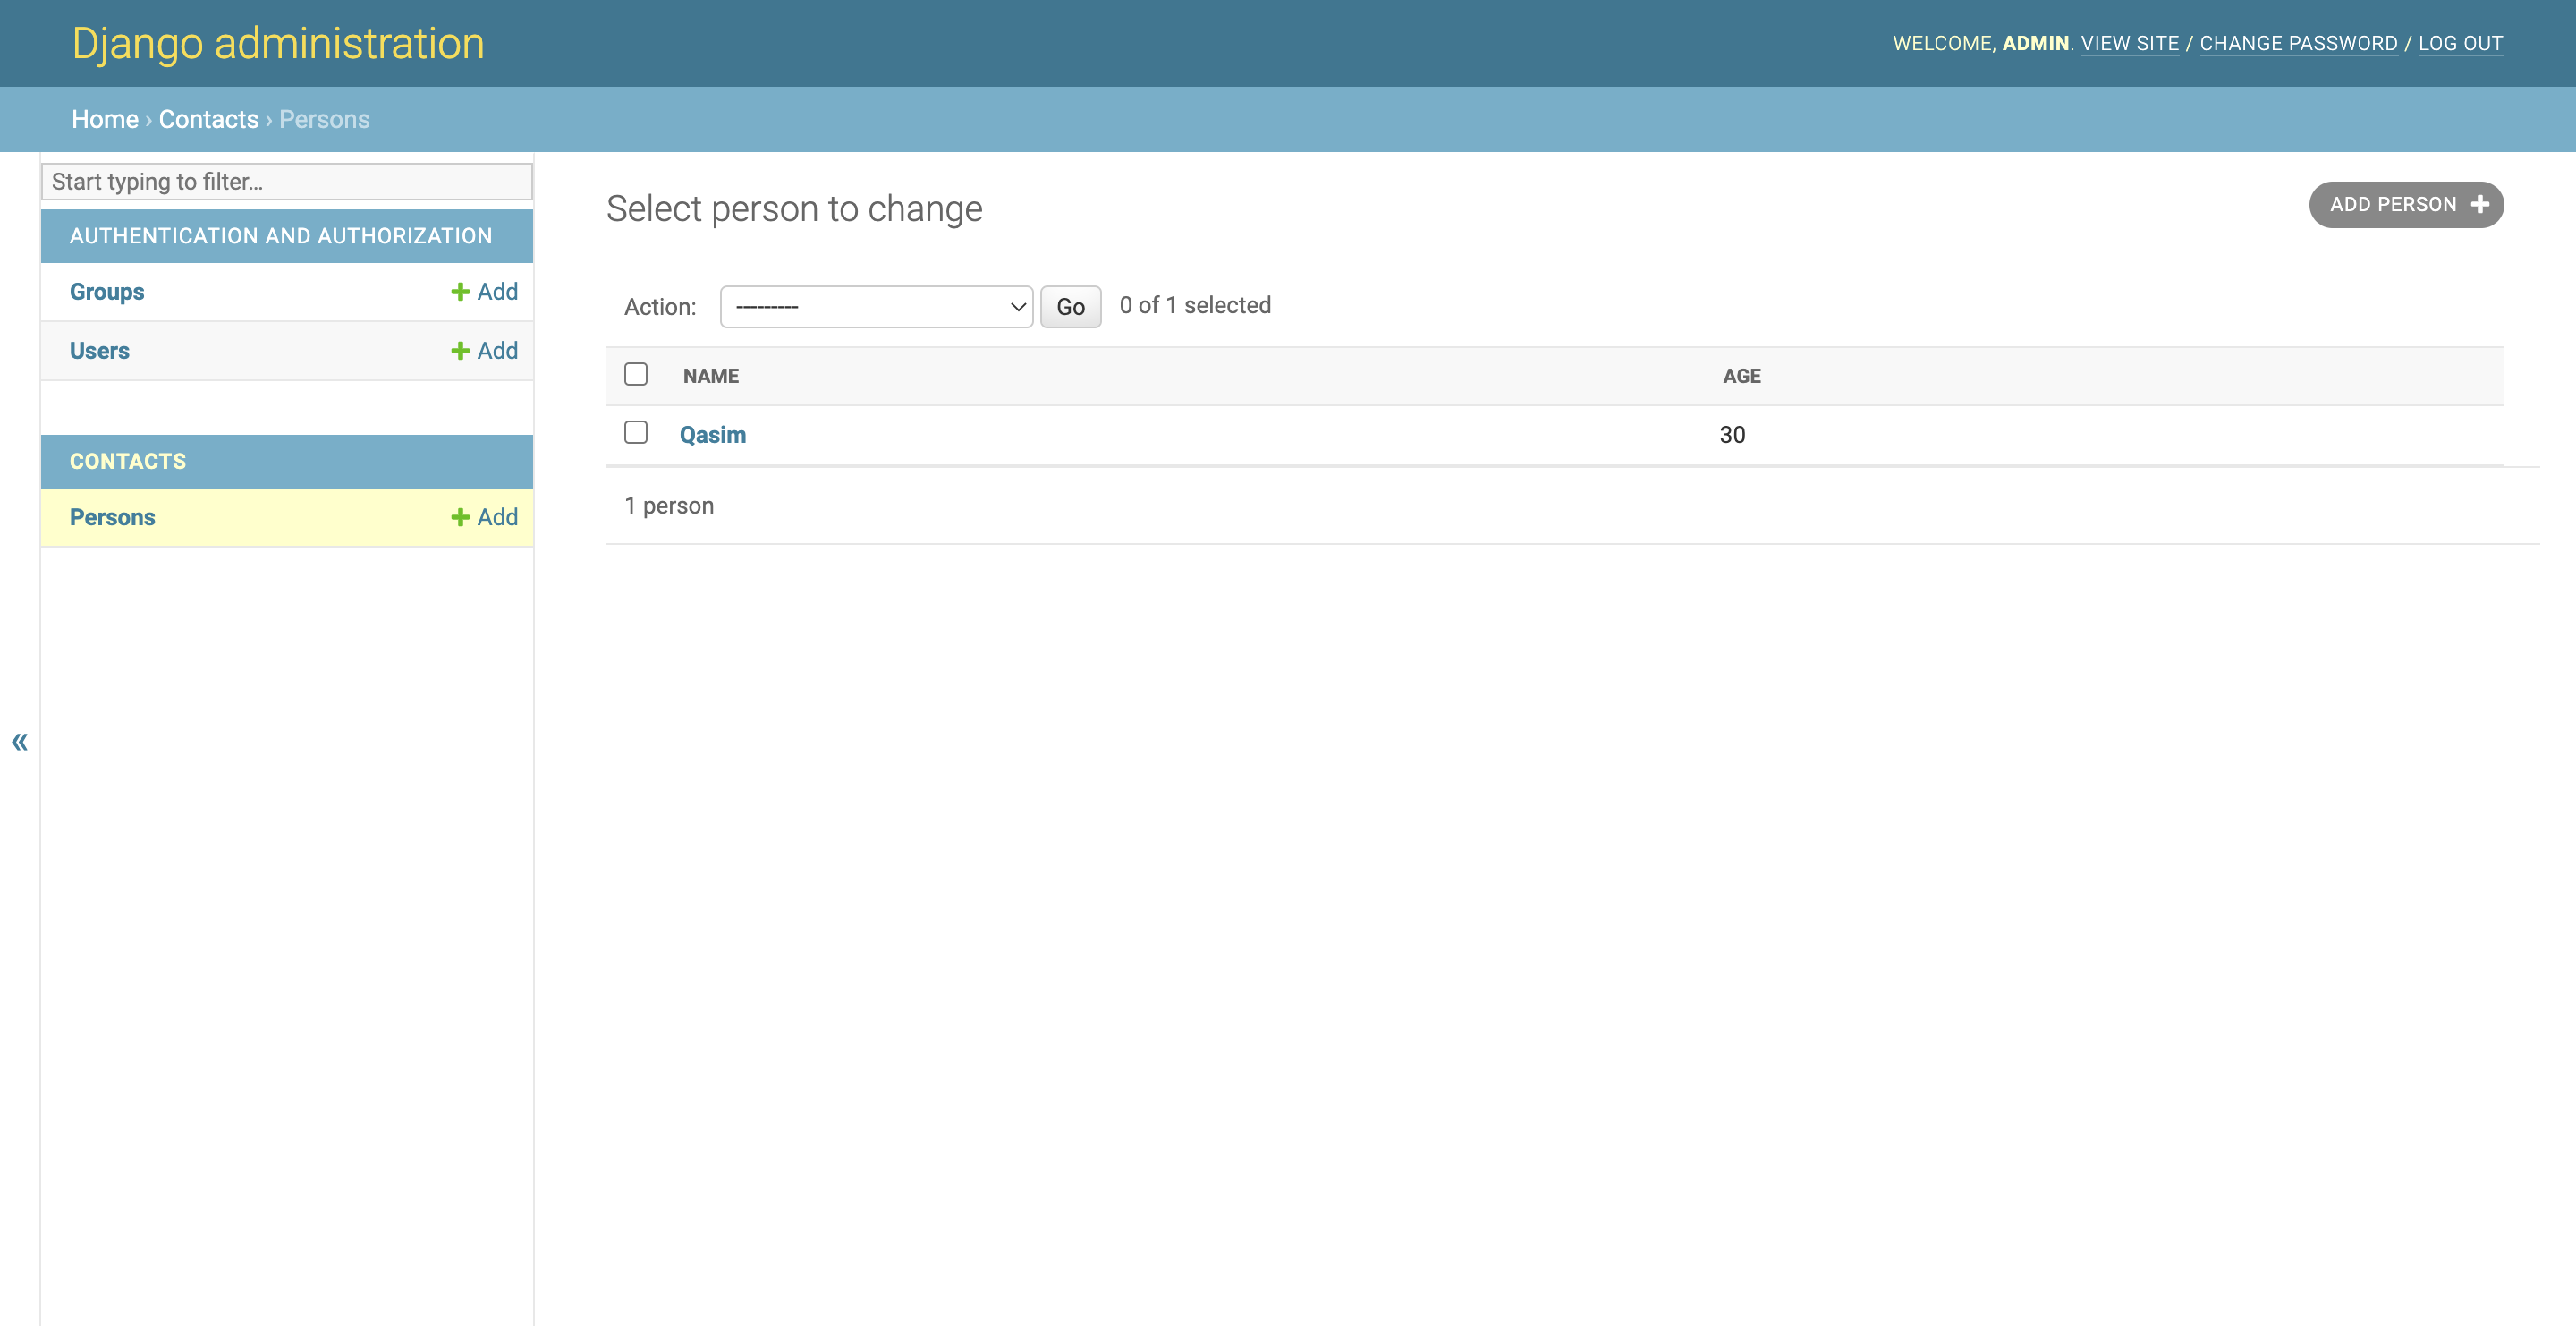 Django administration
WELCOME, ADMIN. VIEW SITE / CHANGE PASSWORD / LOG OUT
Home › Contacts › Persons
Start typing to filter...
AUTHENTICATION AND AUTHORIZATION
Groups + Add
Users + Add
CONTACTS
Persons + Add
«
Select person to change
ADD PERSON +
Action: --------- Go 0 of 1 selected
NAME AGE
Qasim 30
1 person